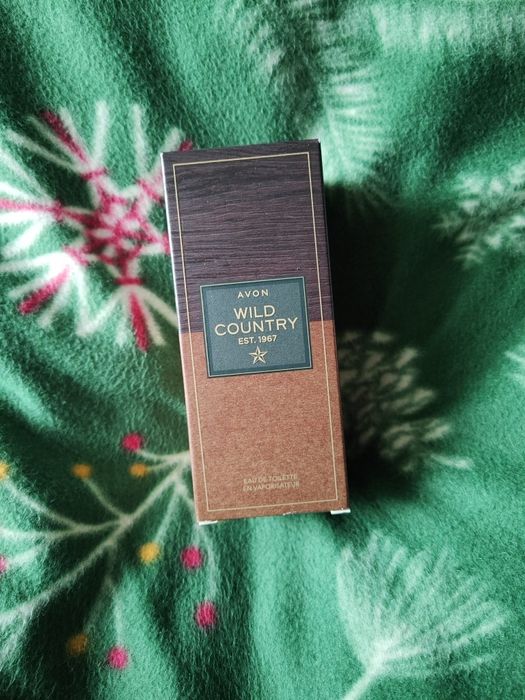 AVON
WILD
COUNTRY
EST. 1967
EAU DE TOILETTE
EN VAPORISATEUR